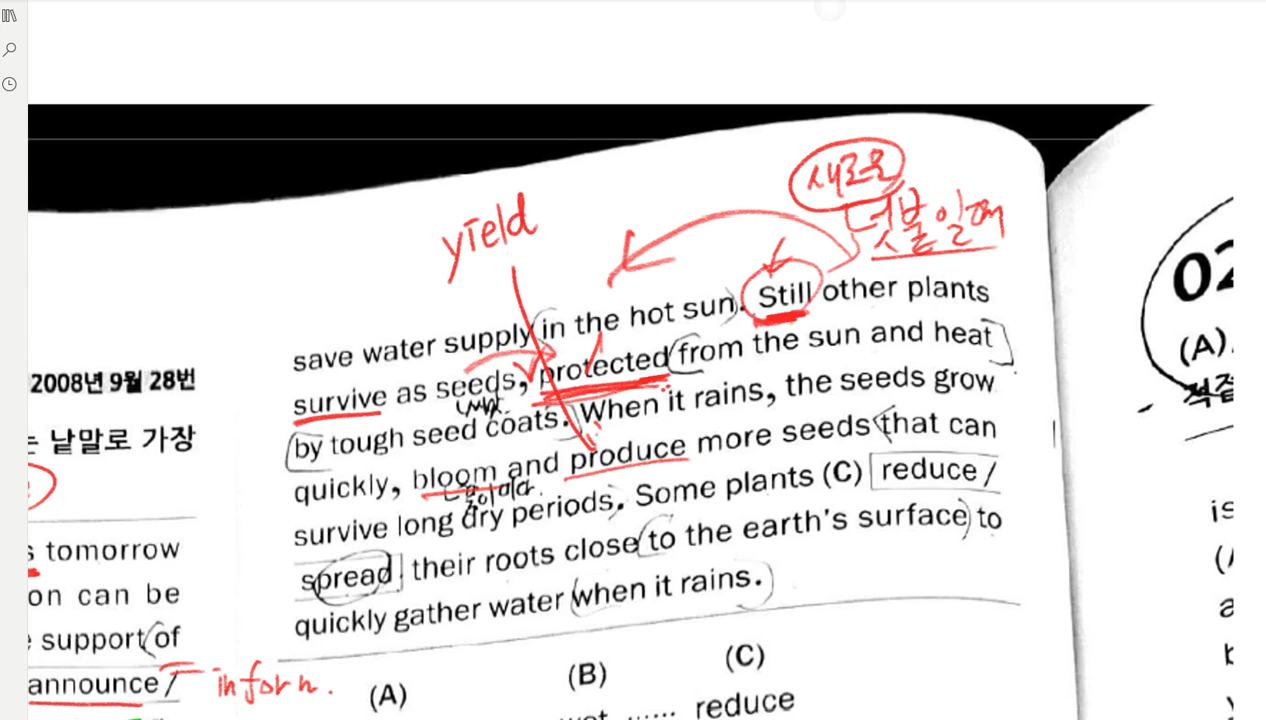 새로운
덧붙일때
yield
save water supply in the hot sun. Still other plants
survive as seeds, protected from the sun and heat
by tough seed coats. When it rains, the seeds grow
quickly, bloom and produce more seeds that can
survive long dry periods. Some plants (C) reduce /
spread their roots close to the earth's surface to
quickly gather water when it rains.
(A) (B) (C)
...... reduce
2008년 9월 28번
낱말로 가장
tomorrow
on can be
support of
announce / inform.
02
(A)
is